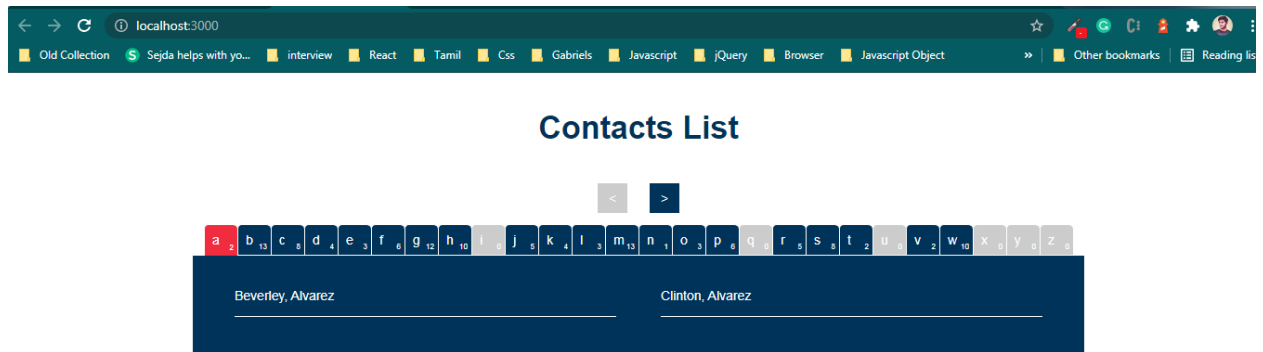 localhost:3000
Old Collection Sejda helps with yo... interview React Tamil Css Gabriels Javascript jQuery Browser Javascript Object » Other bookmarks Reading lis
Contacts List
< >
a 2 b 13 c 8 d 4 e 3 f 6 g 12 h 10 i 0 j 5 k 4 l 3 m 13 n 1 o 3 p 6 q 0 r 5 s 8 t 2 u 0 v 2 w 10 x 0 y 0 z 0
Beverley, Alvarez Clinton, Alvarez